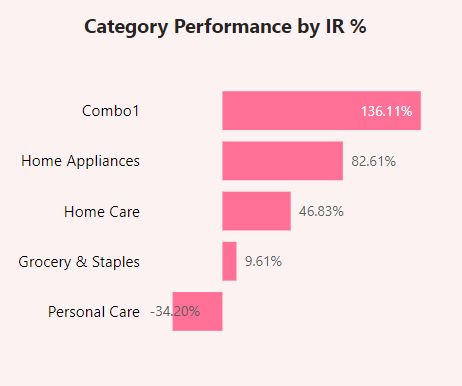 Category Performance by IR %
Combo1 136.11%
Home Appliances 82.61%
Home Care 46.83%
Grocery & Staples 9.61%
Personal Care -34.20%